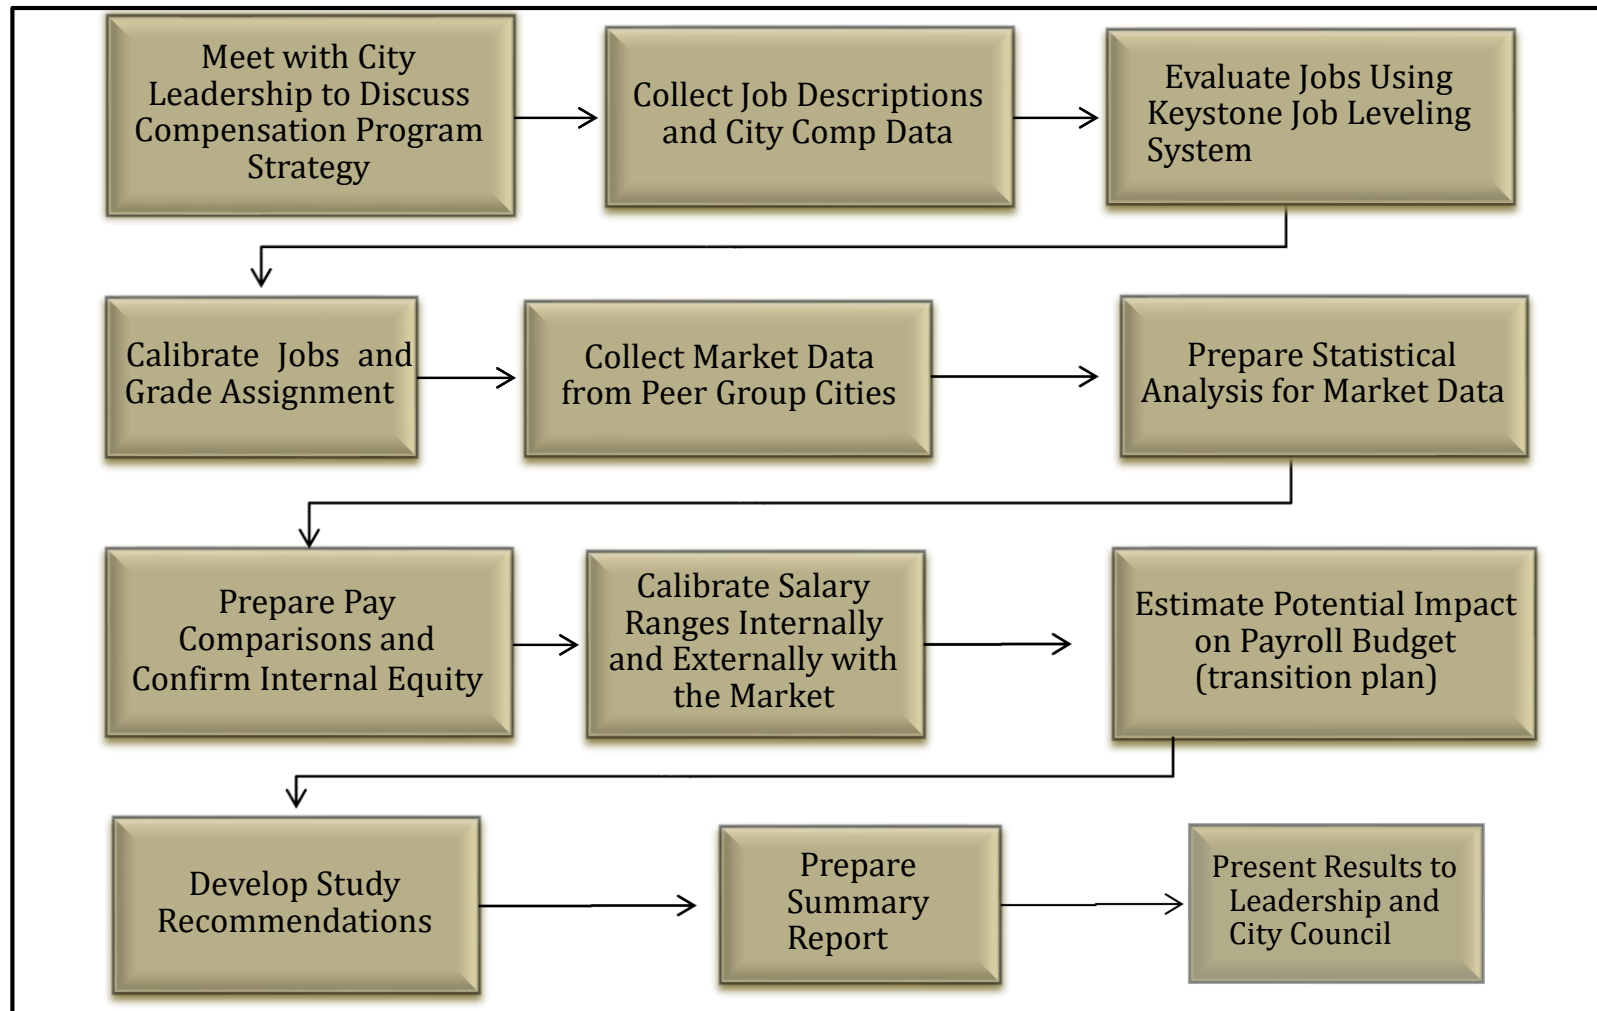 Meet with City
Leadership to Discuss
Compensation Program
Strategy
Collect Job Descriptions
and City Comp Data
Evaluate Jobs Using
Keystone Job Leveling
System
Calibrate Jobs and
Grade Assignment
Collect Market Data
from Peer Group Cities
Prepare Statistical
Analysis for Market Data
Prepare Pay
Comparisons and
Confirm Internal Equity
Calibrate Salary
Ranges Internally
and Externally with
the Market
Estimate Potential Impact
on Payroll Budget
(transition plan)
Develop Study
Recommendations
Prepare
Summary
Report
Present Results to
Leadership and
City Council